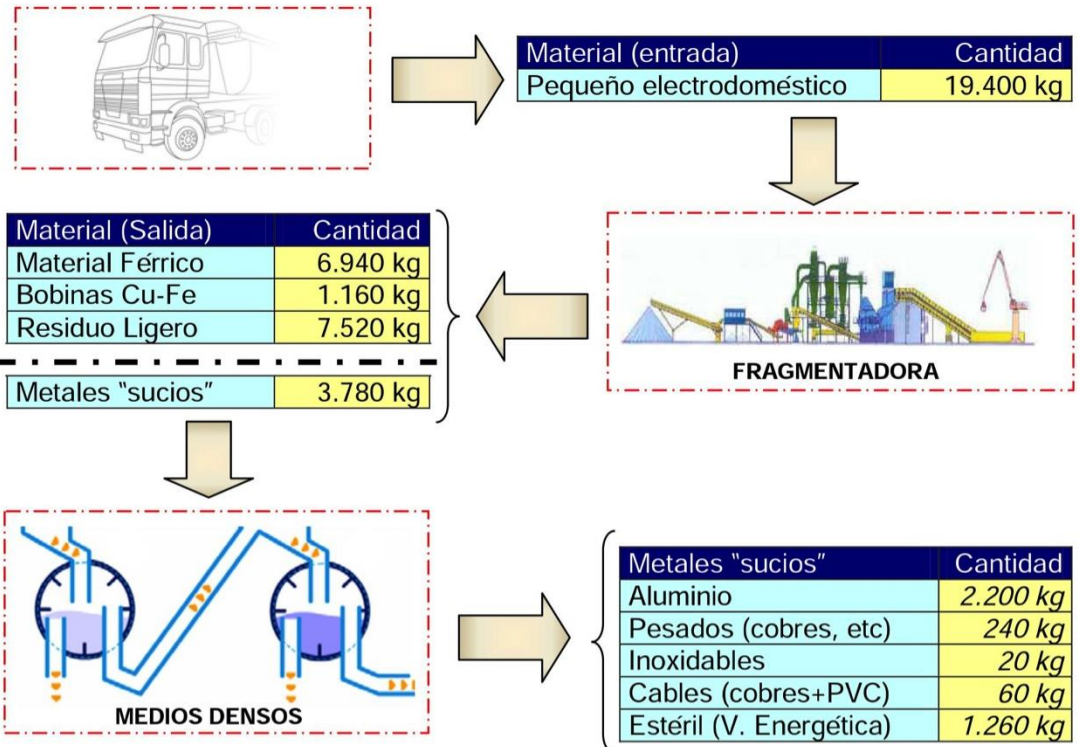 Material (entrada) Cantidad
Pequeño electrodoméstico 19.400 kg
Material (Salida) Cantidad
Material Férrico 6.940 kg
Bobinas Cu-Fe 1.160 kg
Residuo Ligero 7.520 kg
Metales "sucios" 3.780 kg
FRAGMENTADORA
MEDIOS DENSOS
Metales "sucios" Cantidad
Aluminio 2.200 kg
Pesados (cobres, etc) 240 kg
Inoxidables 20 kg
Cables (cobres+PVC) 60 kg
Estéril (V. Energética) 1.260 kg